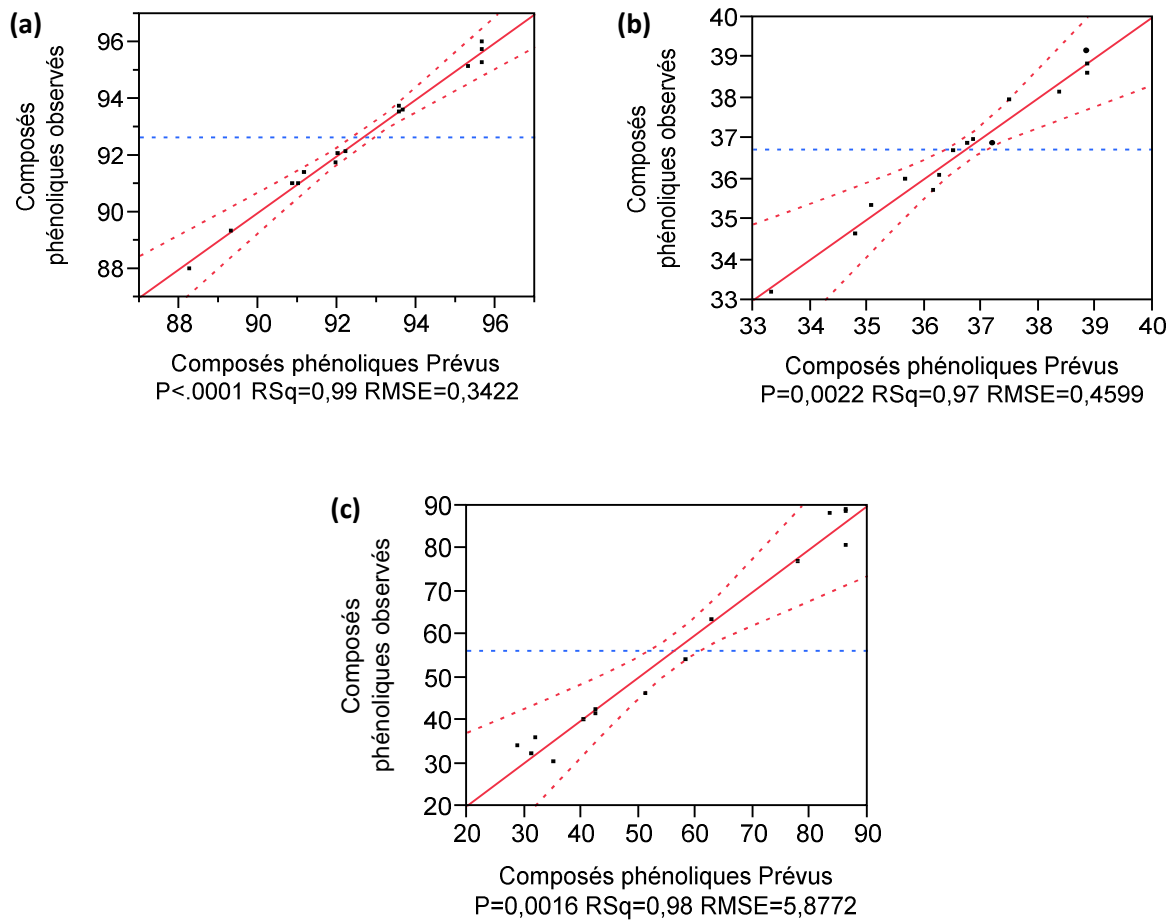 (a)
96
94
92
90
88
Composés
phénoliques observés
88 90 92 94 96
Composés phénoliques Prévus
P<.0001 RSq=0,99 RMSE=0,3422
(b)
40
39
38
37
36
35
34
33
Composés
phénoliques observés
33 34 35 36 37 38 39 40
Composés phénoliques Prévus
P=0,0022 RSq=0,97 RMSE=0,4599
(c)
90
80
70
60
50
40
30
20
Composés
phénoliques observés
20 30 40 50 60 70 80 90
Composés phénoliques Prévus
P=0,0016 RSq=0,98 RMSE=5,8772